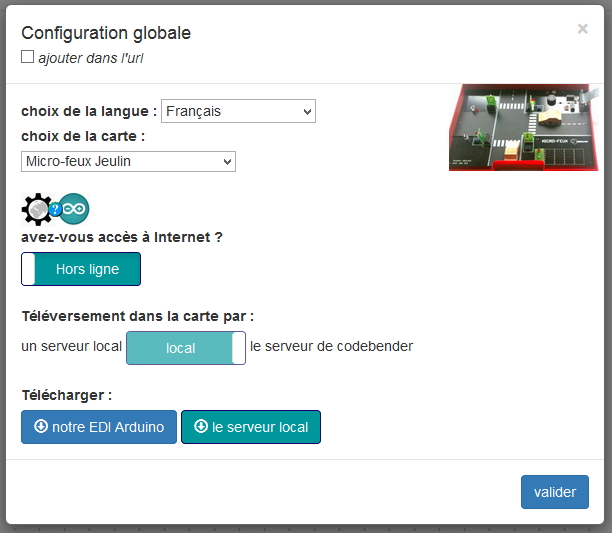 Configuration globale
×
ajouter dans l'url
choix de la langue : Français
choix de la carte :
Micro-feux Jeulin
MICRO-FEUX
?
avez-vous accès à Internet ?
Hors ligne
Téléversement dans la carte par :
un serveur local local le serveur de codebender
Télécharger :
notre EDI Arduino le serveur local
valider